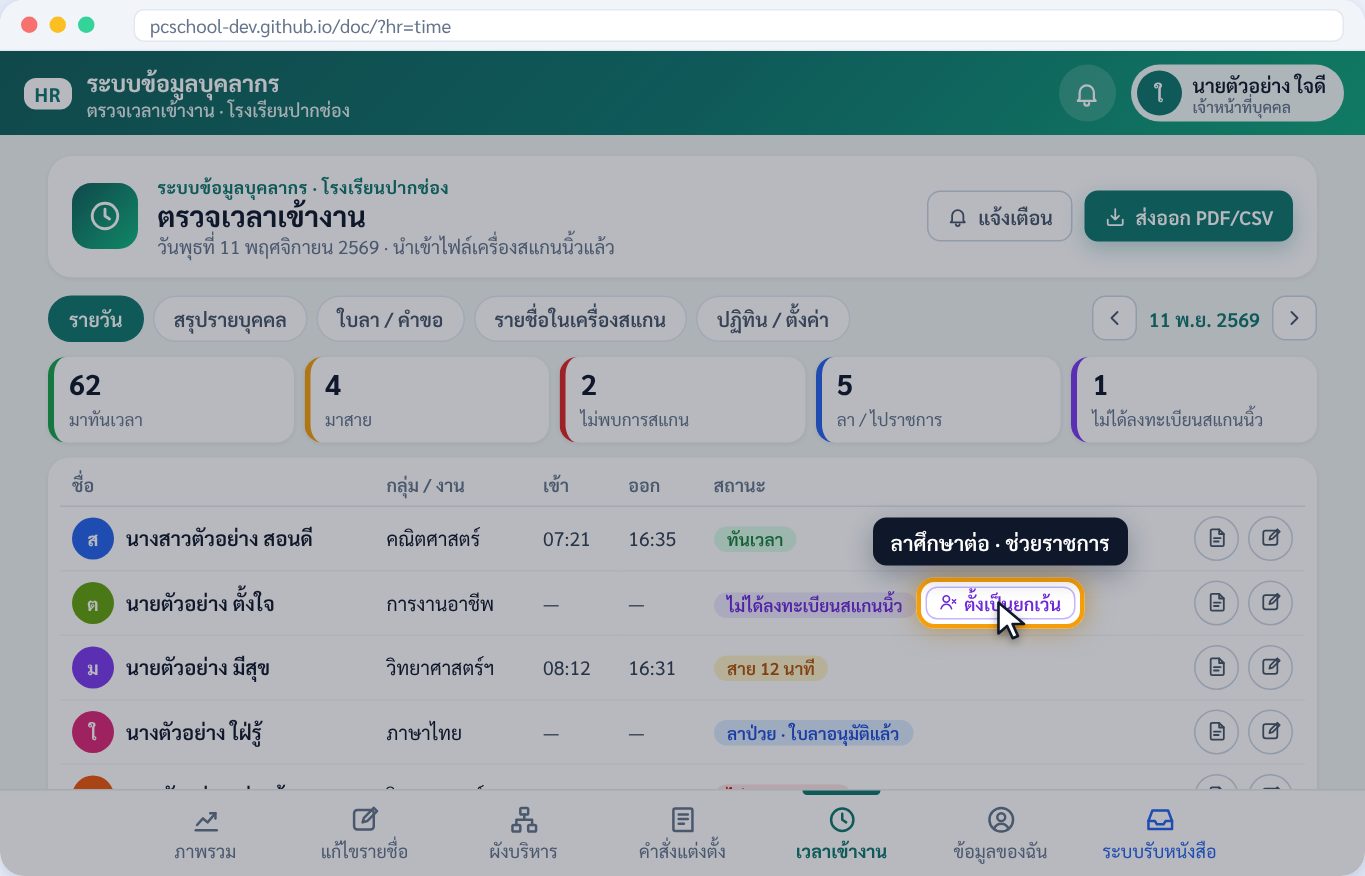 pcschool-dev.github.io/doc/?hr=time
HR
ระบบข้อมูลบุคลากร
ตรวจเวลาเข้างาน · โรงเรียนปากช่อง
ใ
นายตัวอย่าง ใจดี
เจ้าหน้าที่บุคคล
ระบบข้อมูลบุคลากร · โรงเรียนปากช่อง
ตรวจเวลาเข้างาน
วันพุธที่ 11 พฤศจิกายน 2569 · นำเข้าไฟล์เครื่องสแกนนิ้วแล้ว
แจ้งเตือน
ส่งออก PDF/CSV
รายวัน
สรุปรายบุคคล
ใบลา / คำขอ
รายชื่อในเครื่องสแกน
ปฏิทิน / ตั้งค่า
11 พ.ย. 2569
62
มาทันเวลา
4
มาสาย
2
ไม่พบการสแกน
5
ลา / ไปราชการ
1
ไม่ได้ลงทะเบียนสแกนนิ้ว
ชื่อ กลุ่ม / งาน เข้า ออก สถานะ
ส นางสาวตัวอย่าง สอนดี คณิตศาสตร์ 07:21 16:35 ทันเวลา
ลาศึกษาต่อ · ช่วยราชการ
ต นายตัวอย่าง ตั้งใจ การงานอาชีพ — — ไม่ได้ลงทะเบียนสแกนนิ้ว ตั้งเป็นยกเว้น
ม นายตัวอย่าง มีสุข วิทยาศาสตร์ฯ 08:12 16:31 สาย 12 นาที
ใ นางตัวอย่าง ใฝ่รู้ ภาษาไทย — — ลาป่วย · ใบลาอนุมัติแล้ว
ภาพรวม
แก้ไขรายชื่อ
ผังบริหาร
คำสั่งแต่งตั้ง
เวลาเข้างาน
ข้อมูลของฉัน
ระบบรับหนังสือ